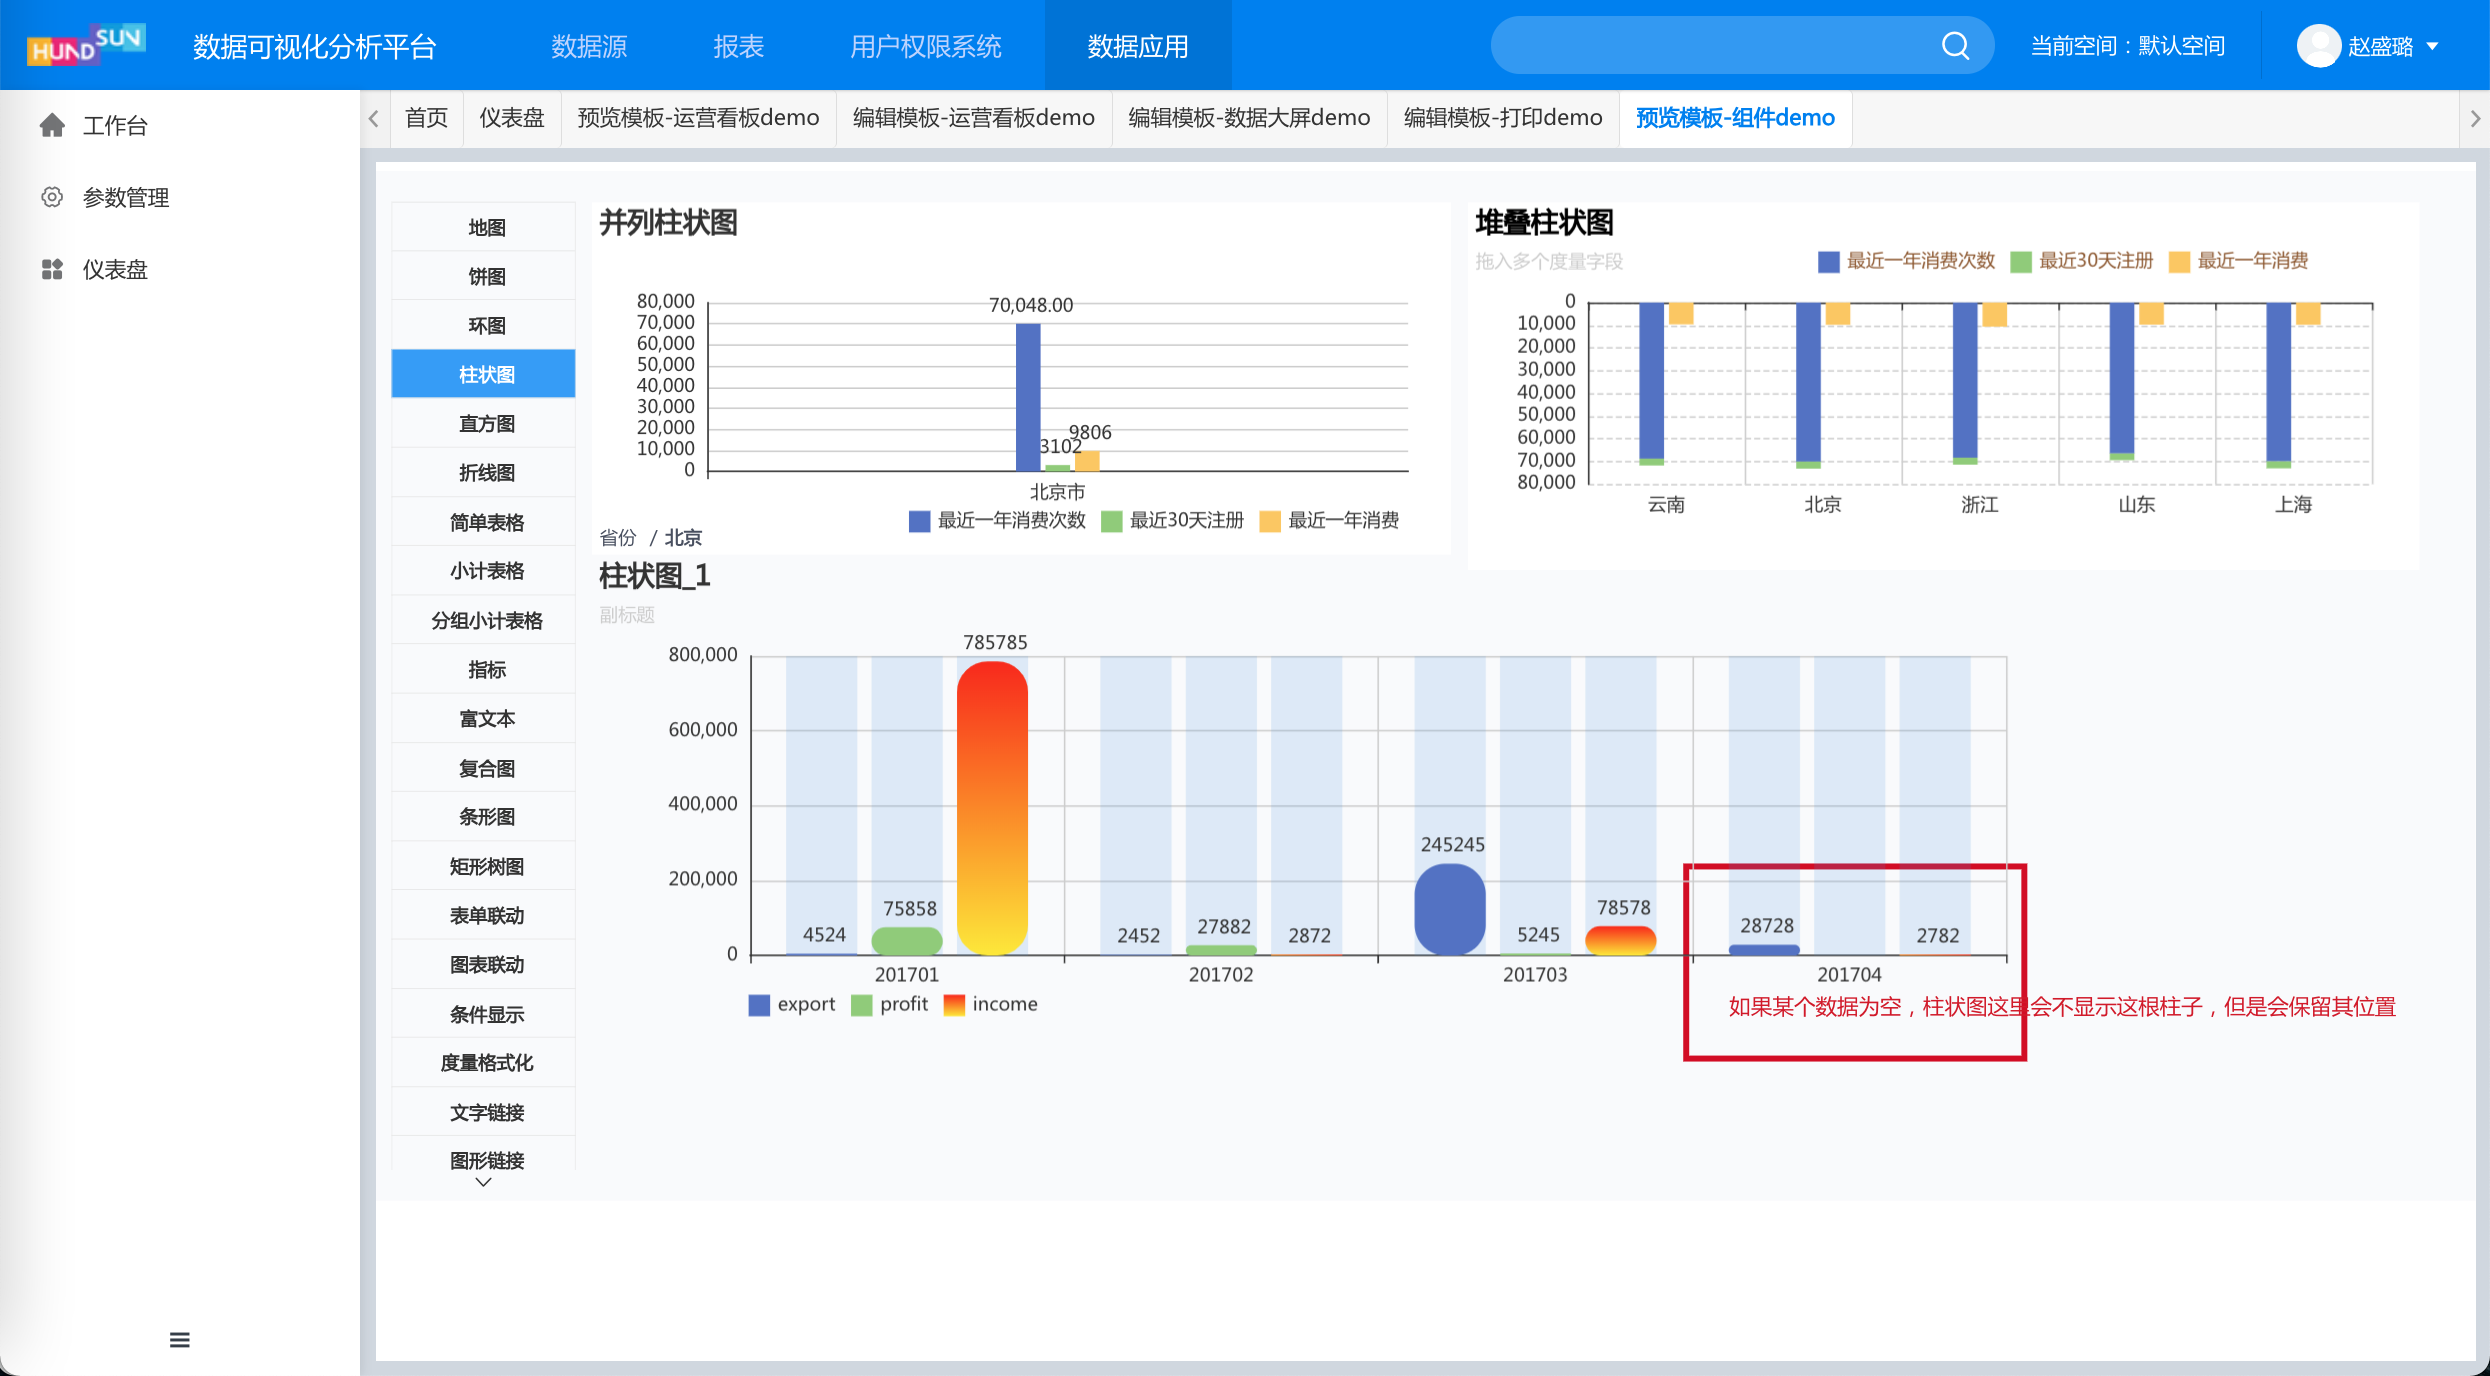 HUNDSUN 数据可视化分析平台 数据源 报表 用户权限系统 数据应用 当前空间：默认空间 赵盛璐
首页 仪表盘 预览模板-运营看板demo 编辑模板-运营看板demo 编辑模板-数据大屏demo 编辑模板-打印demo 预览模板-组件demo
工作台
参数管理
仪表盘
地图
饼图
环图
柱状图
直方图
折线图
简单表格
小计表格
分组小计表格
指标
富文本
复合图
条形图
矩形树图
表单联动
图表联动
条件显示
度量格式化
文字链接
图形链接
并列柱状图
80,000
70,000
60,000
50,000
40,000
30,000
20,000
10,000
0
70,048.00
3102
9806
北京市
最近一年消费次数 最近30天注册 最近一年消费
省份 / 北京
堆叠柱状图
拖入多个度量字段
最近一年消费次数 最近30天注册 最近一年消费
0
10,000
20,000
30,000
40,000
50,000
60,000
70,000
80,000
云南 北京 浙江 山东 上海
柱状图_1
副标题
800,000
600,000
400,000
200,000
0
4524 75858 785785
2452 27882 2872
245245 5245 78578
28728 2782
201701 201702 201703 201704
export profit income
如果某个数据为空，柱状图这里会不显示这根柱子，但是会保留其位置